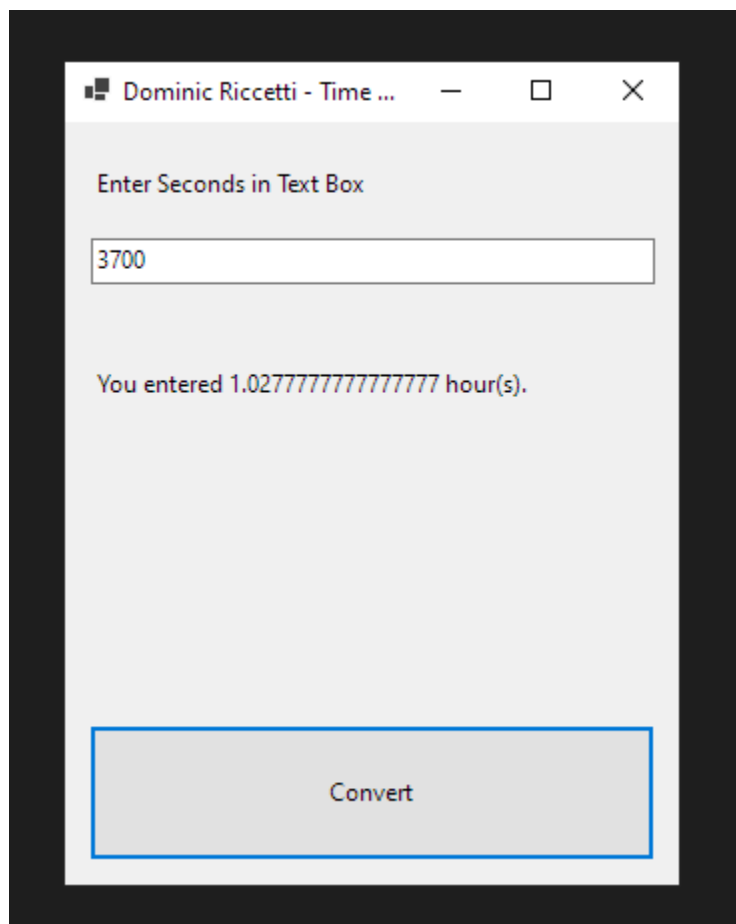 Dominic Riccetti - Time ...
Enter Seconds in Text Box
3700
You entered 1.0277777777777777 hour(s).
Convert